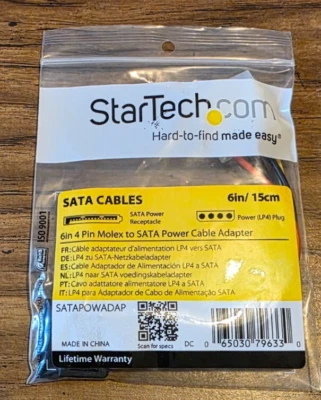 StarTech.com
Hard-to-find made easy®
SATA CABLES
6in/ 15cm
SATA Power
Receptacle
Power (LP4) Plug
6in 4 Pin Molex to SATA Power Cable Adapter
FR: Câble adaptateur d'alimentation LP4 vers SATA
DE: LP4 zu SATA-Netzkabeladapter
ES: Cable Adaptador de Alimentación LP4 a SATA
NL: LP4 naar SATA voedingskabeladapter
PT: Cavo adattatore alimentatore LP4 a SATA
IT: LP4 para Adaptador de Cabo de Alimentação SATA
ISO 9001
SATAPOWADAP
MADE IN CHINA
Scan for specs
DC
0 65030 79633 0
Lifetime Warranty